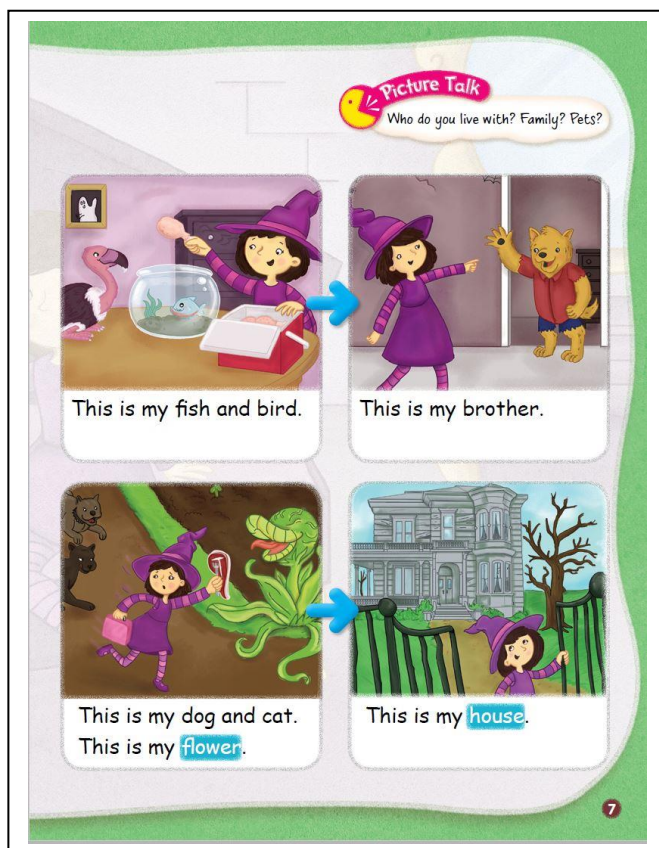 Picture Talk
Who do you live with? Family? Pets?
This is my fish and bird.
This is my brother.
This is my dog and cat.
This is my flower.
This is my house.
7